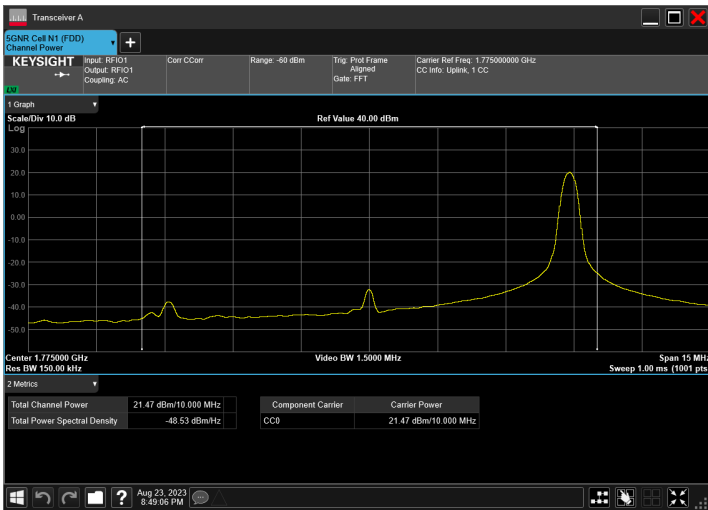 Transceiver A
5GNR Cell N1 (FDD)
Channel Power
KEYSIGHT
LXI
Input: RFIO1
Output: RFIO1
Coupling: AC
Corr CCorr
Range: -60 dBm
Trig: Prot Frame
Aligned
Gate: FFT
Carrier Ref Freq: 1.775000000 GHz
CC Info: Uplink, 1 CC
1 Graph
Scale/Div 10.0 dB
Ref Value 40.00 dBm
Log
30.0
20.0
10.0
0.00
-10.0
-20.0
-30.0
-40.0
-50.0
Center 1.775000 GHz
Video BW 1.5000 MHz
Span 15 MHz
Res BW 150.00 kHz
Sweep 1.00 ms (1001 pts
2 Metrics
Total Channel Power 21.47 dBm/10.000 MHz
Total Power Spectral Density -48.53 dBm/Hz
Component Carrier Carrier Power
CC0 21.47 dBm/10.000 MHz
?
Aug 23, 2023
8:49:06 PM